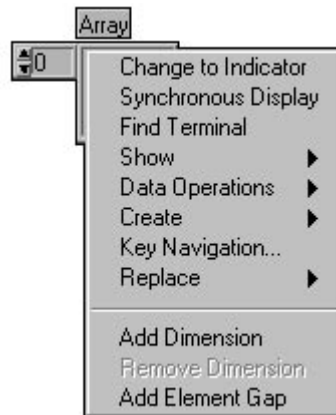 Array
0
Change to Indicator
Synchronous Display
Find Terminal
Show
Data Operations
Create
Key Navigation...
Replace
Add Dimension
Remove Dimension
Add Element Gap